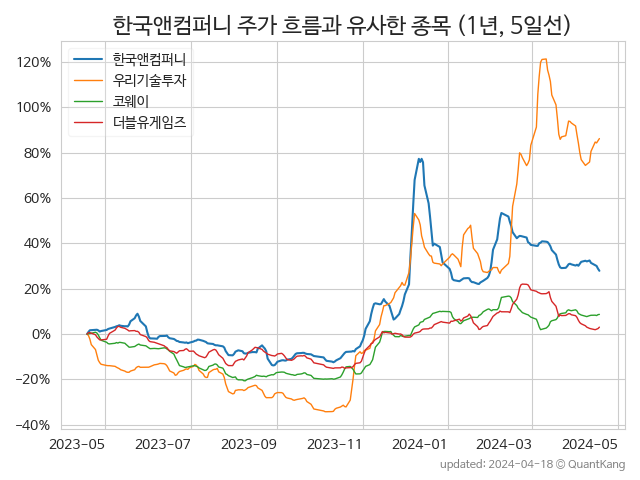 한국앤컴퍼니 주가 흐름과 유사한 종목 (1년, 5일선)
한국앤컴퍼니
우리기술투자
코웨이
더블유게임즈
120%
100%
80%
60%
40%
20%
0%
−20%
−40%
2023−05 2023−07 2023−09 2023−11 2024−01 2024−03 2024−05
updated: 2024-04-18 © QuantKang